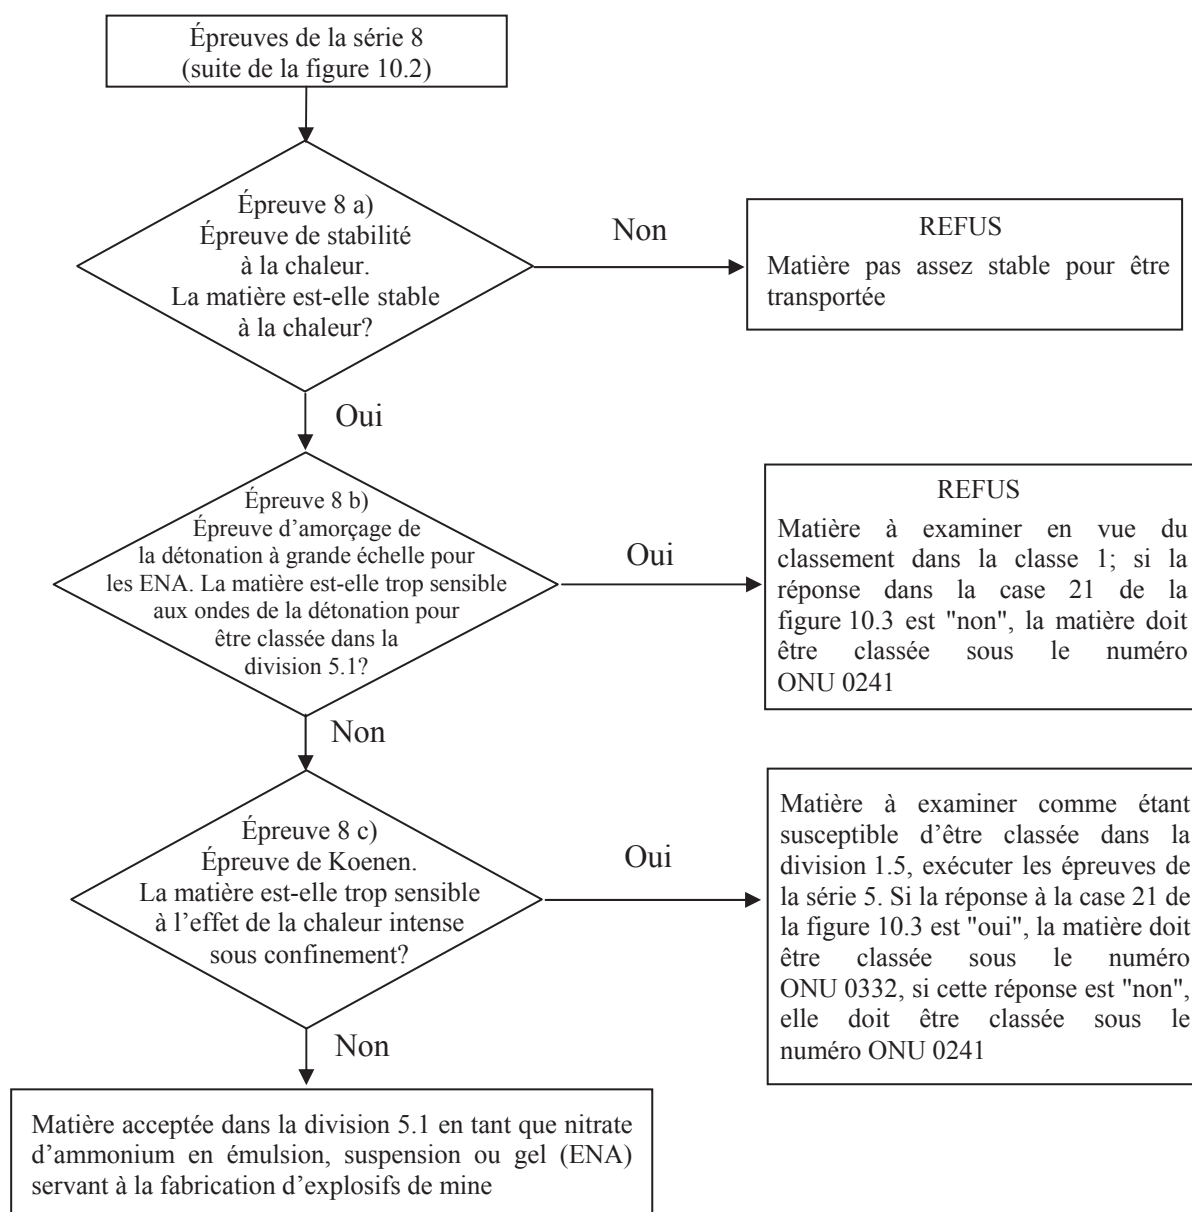 Épreuves de la série 8
(suite de la figure 10.2)
Épreuve 8 a)
Épreuve de stabilité
à la chaleur.
La matière est-elle stable
à la chaleur?
Non
REFUS
Matière pas assez stable pour être
transportée
Oui
Épreuve 8 b)
Épreuve d’amorçage de
la détonation à grande échelle pour
les ENA. La matière est-elle trop sensible
aux ondes de la détonation pour
être classée dans la
division 5.1?
Oui
REFUS
Matière à examiner en vue du
classement dans la classe 1; si la
réponse dans la case 21 de la
figure 10.3 est "non", la matière doit
être classée sous le numéro
ONU 0241
Non
Épreuve 8 c)
Épreuve de Koenen.
La matière est-elle trop sensible
à l’effet de la chaleur intense
sous confinement?
Oui
Matière à examiner comme étant
susceptible d’être classée dans la
division 1.5, exécuter les épreuves de
la série 5. Si la réponse à la case 21 de
la figure 10.3 est "oui", la matière doit
être classée sous le numéro
ONU 0332, si cette réponse est "non",
elle doit être classée sous le
numéro ONU 0241
Non
Matière acceptée dans la division 5.1 en tant que nitrate
d’ammonium en émulsion, suspension ou gel (ENA)
servant à la fabrication d’explosifs de mine